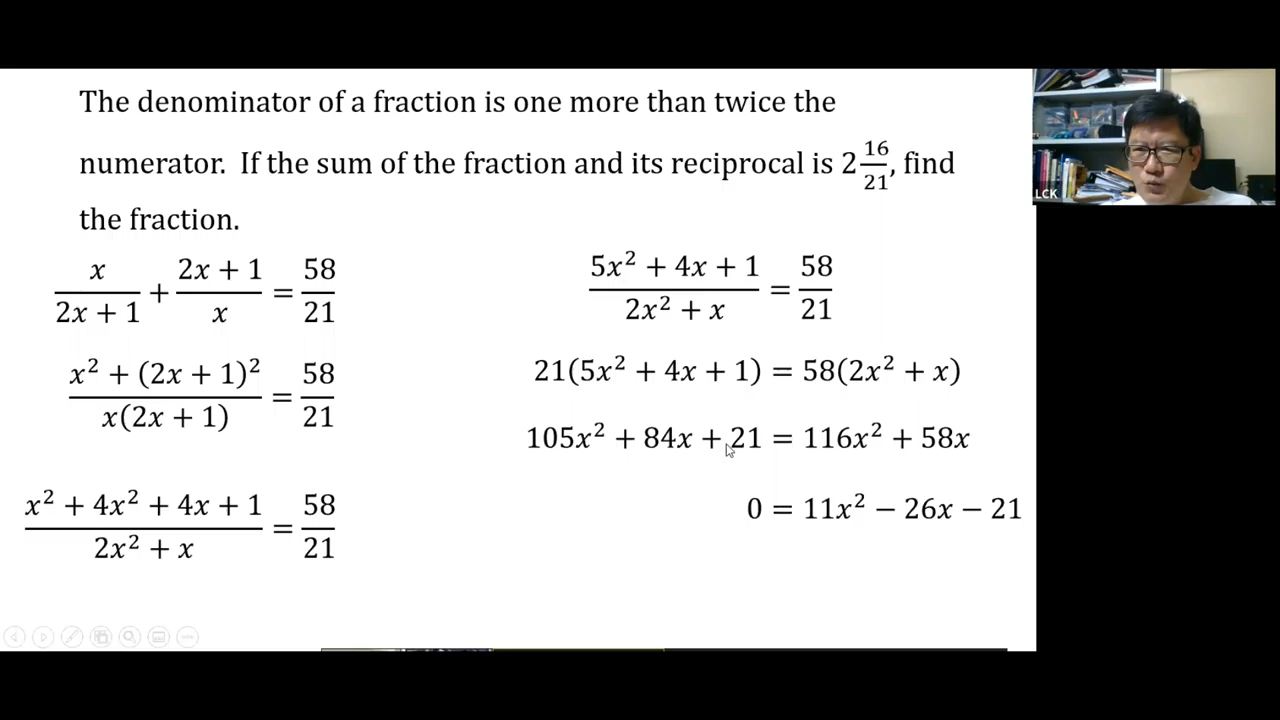 The denominator of a fraction is one more than twice the
numerator. If the sum of the fraction and its reciprocal is 2 16/21, find
the fraction.
x/(2x + 1) + (2x + 1)/x = 58/21
(x² + (2x + 1)²)/(x(2x + 1)) = 58/21
(x² + 4x² + 4x + 1)/(2x² + x) = 58/21
(5x² + 4x + 1)/(2x² + x) = 58/21
21(5x² + 4x + 1) = 58(2x² + x)
105x² + 84x + 21 = 116x² + 58x
0 = 11x² − 26x − 21
LCK